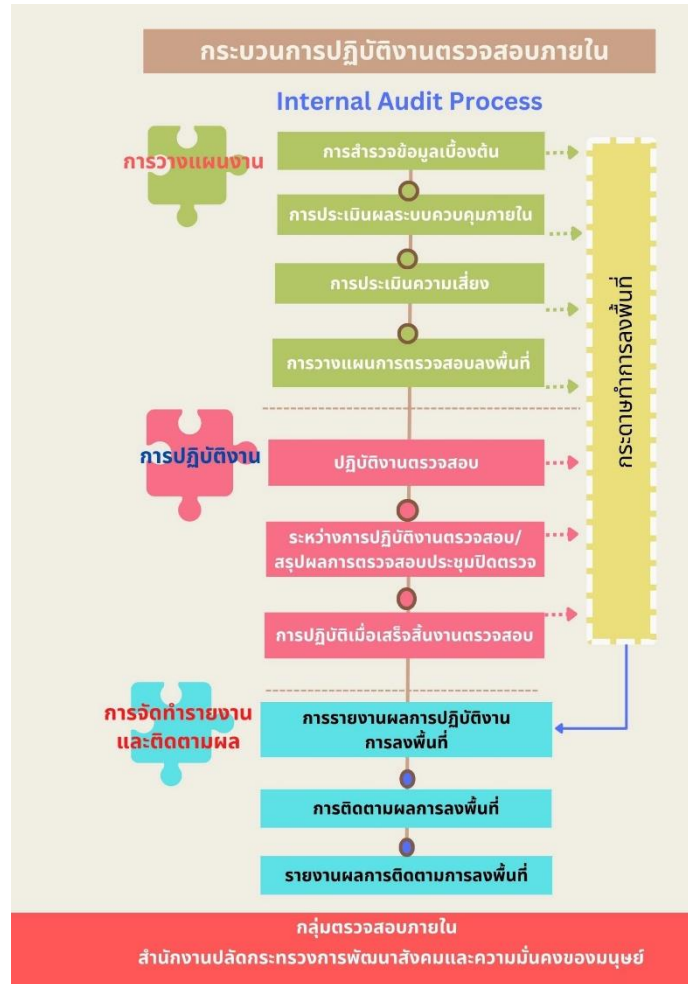 กระบวนการปฏิบัติงานตรวจสอบภายใน
Internal Audit Process
การวางแผนงาน
การสำรวจข้อมูลเบื้องต้น
การประเมินผลระบบควบคุมภายใน
การประเมินความเสี่ยง
การวางแผนการตรวจสอบลงพื้นที่
กระดาษทำการลงพื้นที่
การปฏิบัติงาน
ปฏิบัติงานตรวจสอบ
ระหว่างการปฏิบัติงานตรวจสอบ/
สรุปผลการตรวจสอบประชุมปิดตรวจ
การปฏิบัติเมื่อเสร็จสิ้นงานตรวจสอบ
การจัดทำรายงาน
และติดตามผล
การรายงานผลการปฏิบัติงาน
การลงพื้นที่
การติดตามผลการลงพื้นที่
รายงานผลการติดตามการลงพื้นที่
กลุ่มตรวจสอบภายใน
สำนักงานปลัดกระทรวงการพัฒนาสังคมและความมั่นคงของมนุษย์